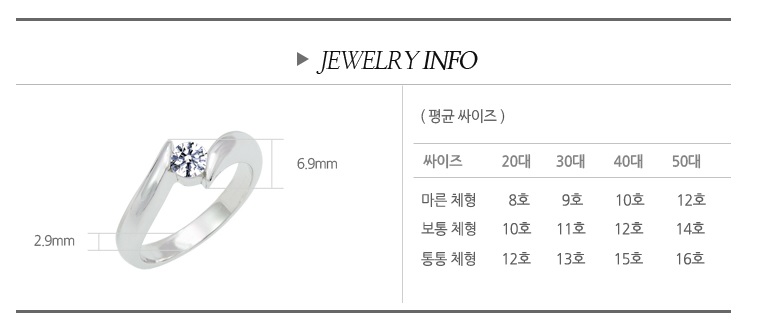 JEWELRY INFO
( 평균 싸이즈 )
싸이즈 20대 30대 40대 50대
마른 체형 8호 9호 10호 12호
보통 체형 10호 11호 12호 14호
통통 체형 12호 13호 15호 16호
6.9mm
2.9mm